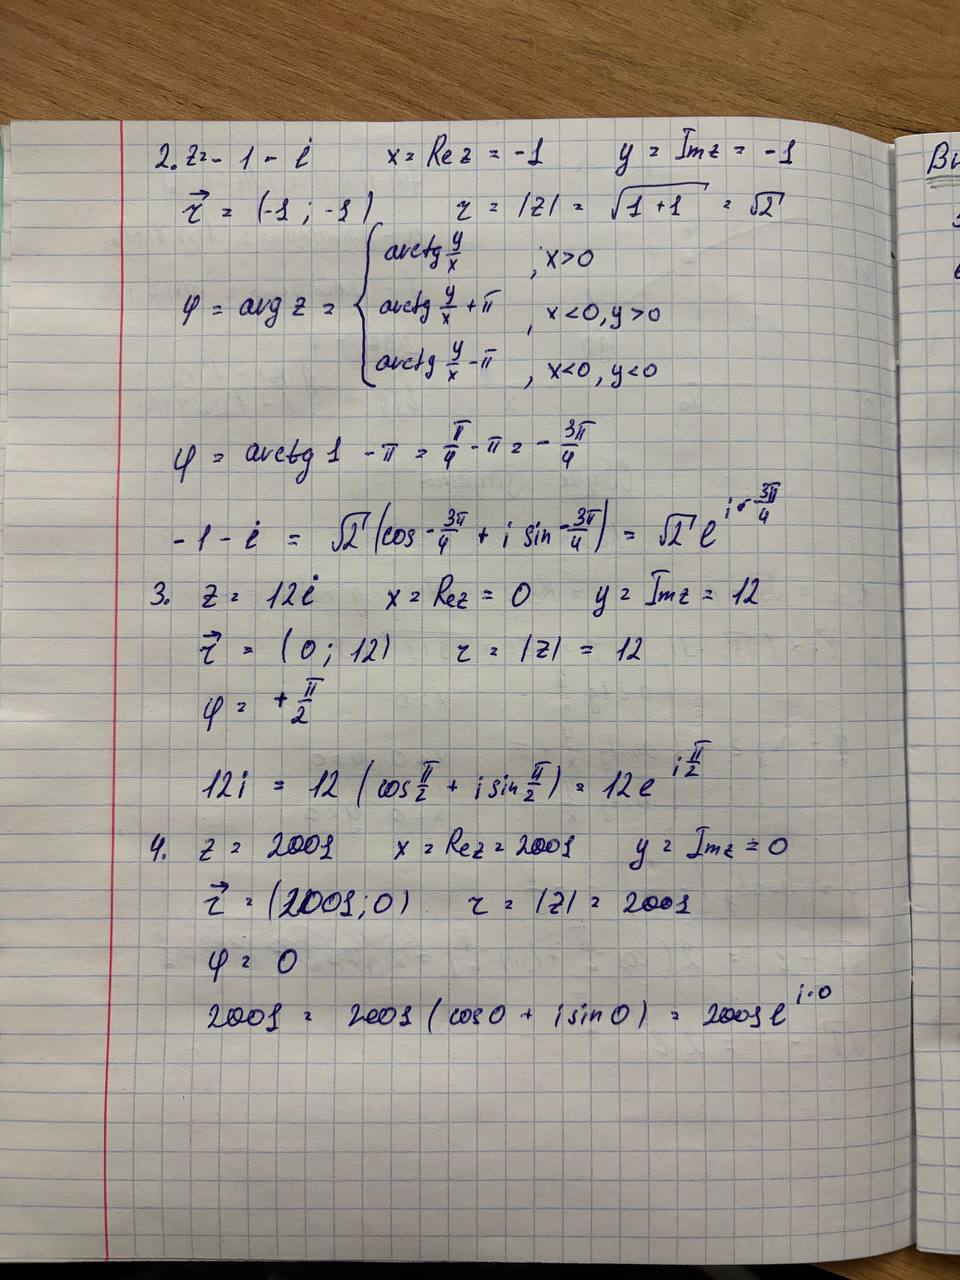 2. z = -1 - i x = Re z = -1 y = Im z = -1
r⃗ = (-1 ; -1) r = |z| = √(1+1) = √2
φ = arg z = { arctg y/x , x>0
arctg y/x + π , x<0, y>0
arctg y/x - π , x<0, y<0
φ = arctg 1 - π = π/4 - π = - 3π/4
-1 - i = √2 (cos -3π/4 + i sin -3π/4) = √2 e^(i·-3π/4)
3. z = 12i x = Re z = 0 y = Im z = 12
r⃗ = (0 ; 12) r = |z| = 12
φ = + π/2
12i = 12 (cos π/2 + i sin π/2) = 12 e^(i π/2)
4. z = 2001 x = Re z = 2001 y = Im z = 0
r⃗ = (2001 ; 0) r = |z| = 2001
φ = 0
2001 = 2001 (cos 0 + i sin 0) = 2001 e^(i·0)